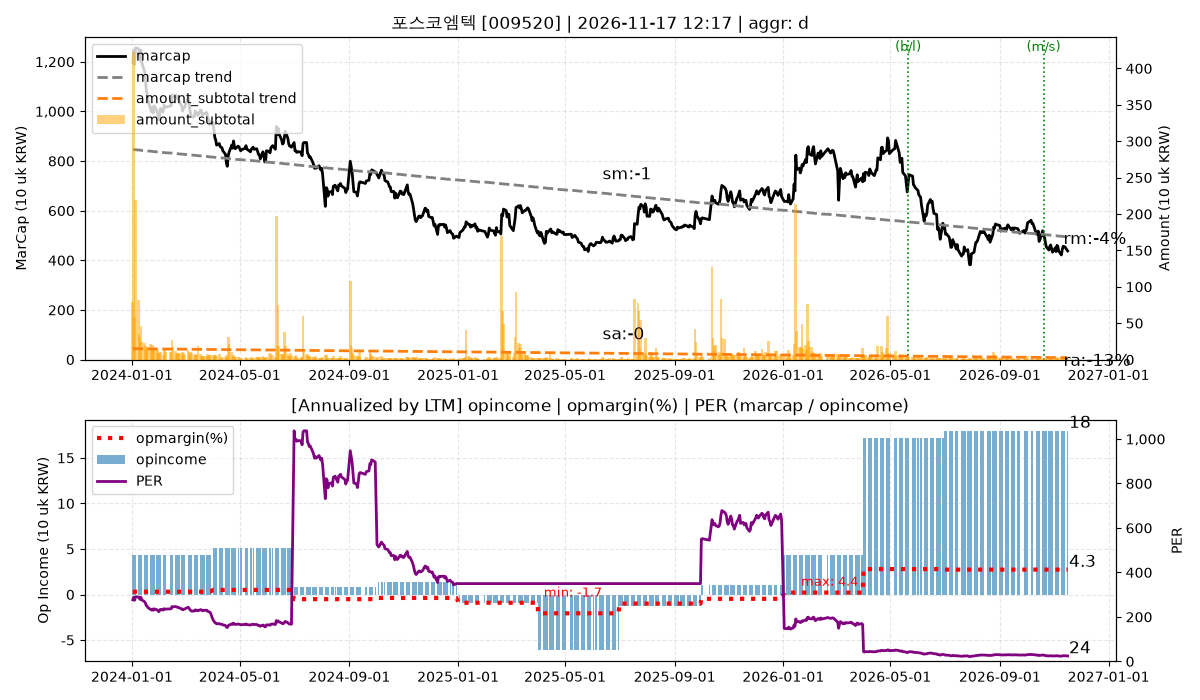 포스코엠텍 [009520] | 2026-11-17 12:17 | aggr: d
marcap
marcap trend
amount_subtotal trend
amount_subtotal
(b/l)
(m/s)
sm:-1
sa:-0
rm:-4%
ra:-13%
MarCap (10 uk KRW)
1,200
1,000
800
600
400
200
0
Amount (10 uk KRW)
400
350
300
250
200
150
100
50
0
2024-01-01 2024-05-01 2024-09-01 2025-01-01 2025-05-01 2025-09-01 2026-01-01 2026-05-01 2026-09-01 2027-01-01
[Annualized by LTM] opincome | opmargin(%) | PER (marcap / opincome)
opmargin(%)
opincome
PER
min: -1.7
max: 4.4
18
4.3
24
Op Income (10 uk KRW)
15
10
5
0
-5
PER
1,000
800
600
400
200
0
2024-01-01 2024-05-01 2024-09-01 2025-01-01 2025-05-01 2025-09-01 2026-01-01 2026-05-01 2026-09-01 2027-01-01